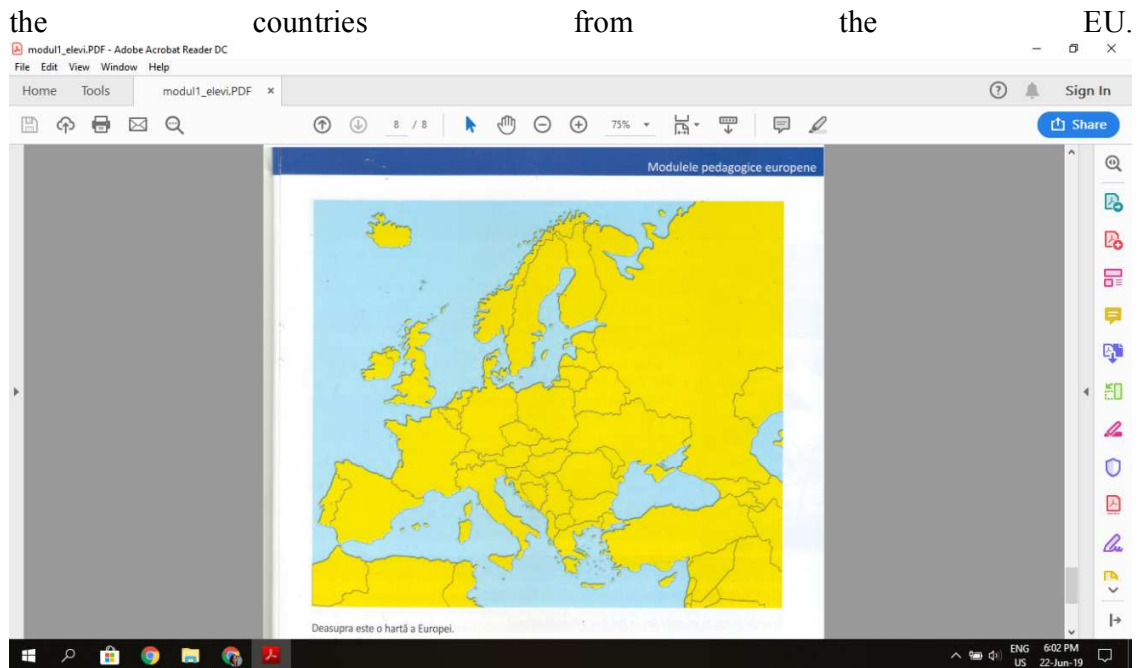 the countries from the EU.
modul1_elevi.PDF - Adobe Acrobat Reader DC
File Edit View Window Help
Home Tools modul1_elevi.PDF × Sign In
8 / 8 75% Share
Modulele pedagogice europene
Deasupra este o hartă a Europei.
ENG 6:02 PM
US 22-Jun-19